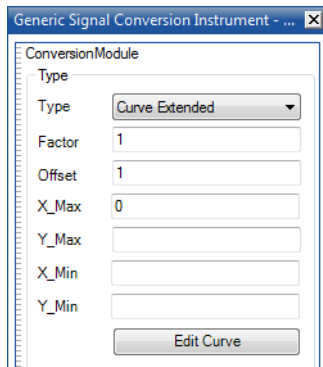 Generic Signal Conversion Instrument - ...
ConversionModule
Type
Type Curve Extended
Factor 1
Offset 1
X_Max 0
Y_Max
X_Min
Y_Min
Edit Curve